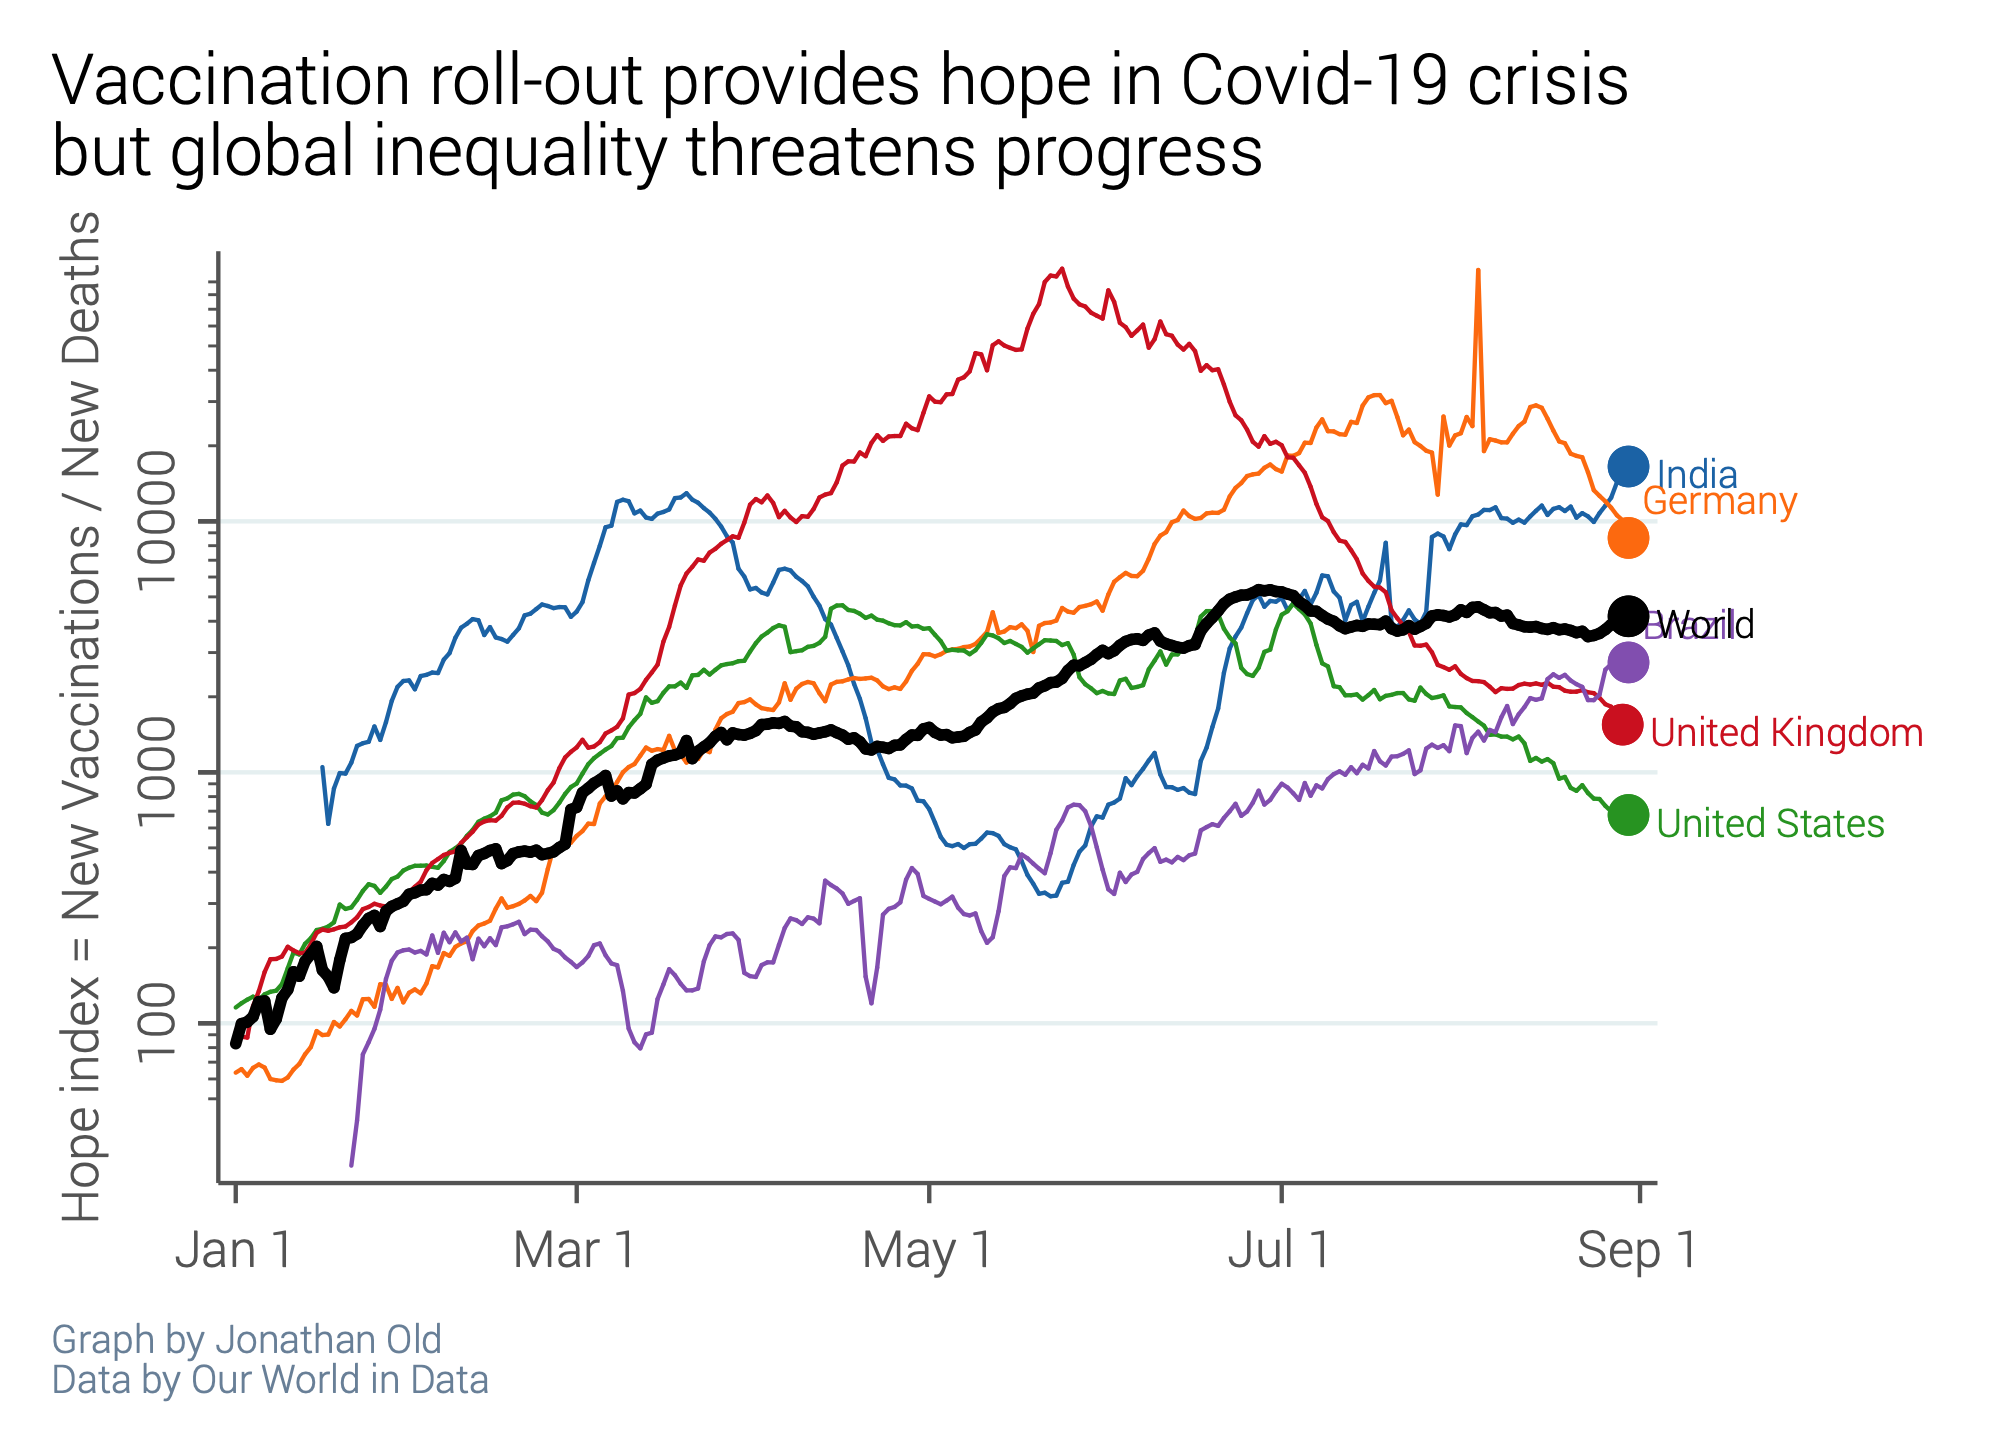 Vaccination roll-out provides hope in Covid-19 crisis
but global inequality threatens progress
Hope index = New Vaccinations / New Deaths
10000
1000
100
India
Germany
Brazil
World
United Kingdom
United States
Jan 1
Mar 1
May 1
Jul 1
Sep 1
Graph by Jonathan Old
Data by Our World in Data